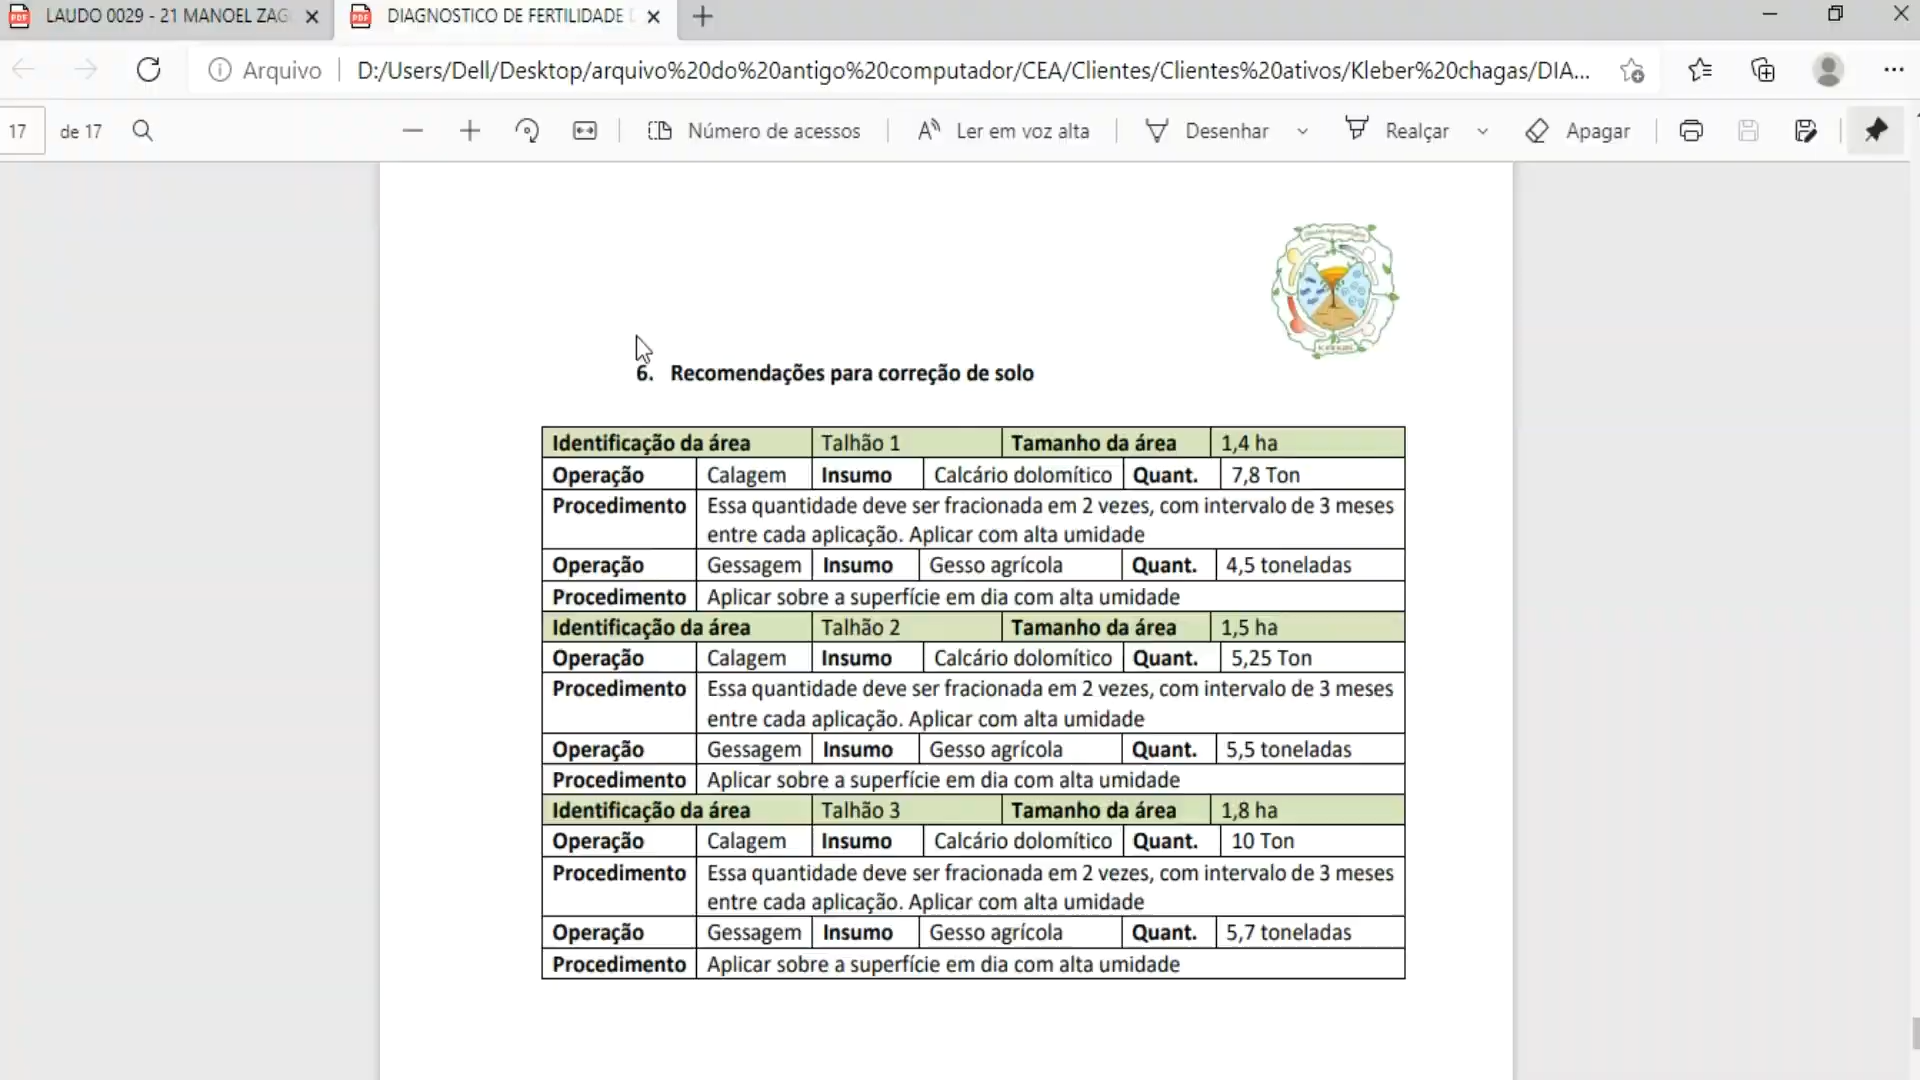 LAUDO 0029 - 21 MANOEL ZAG
DIAGNOSTICO DE FERTILIDADE
Arquivo D:/Users/Dell/Desktop/arquivo%20do%20antigo%20computador/CEA/Clientes/Clientes%20ativos/Kleber%20chagas/DIA...
17 de 17 Número de acessos Ler em voz alta Desenhar Realçar Apagar
6. Recomendações para correção de solo
Identificação da área Talhão 1 Tamanho da área 1,4 ha
Operação Calagem Insumo Calcário dolomítico Quant. 7,8 Ton
Procedimento Essa quantidade deve ser fracionada em 2 vezes, com intervalo de 3 meses
entre cada aplicação. Aplicar com alta umidade
Operação Gessagem Insumo Gesso agrícola Quant. 4,5 toneladas
Procedimento Aplicar sobre a superfície em dia com alta umidade
Identificação da área Talhão 2 Tamanho da área 1,5 ha
Operação Calagem Insumo Calcário dolomítico Quant. 5,25 Ton
Procedimento Essa quantidade deve ser fracionada em 2 vezes, com intervalo de 3 meses
entre cada aplicação. Aplicar com alta umidade
Operação Gessagem Insumo Gesso agrícola Quant. 5,5 toneladas
Procedimento Aplicar sobre a superfície em dia com alta umidade
Identificação da área Talhão 3 Tamanho da área 1,8 ha
Operação Calagem Insumo Calcário dolomítico Quant. 10 Ton
Procedimento Essa quantidade deve ser fracionada em 2 vezes, com intervalo de 3 meses
entre cada aplicação. Aplicar com alta umidade
Operação Gessagem Insumo Gesso agrícola Quant. 5,7 toneladas
Procedimento Aplicar sobre a superfície em dia com alta umidade